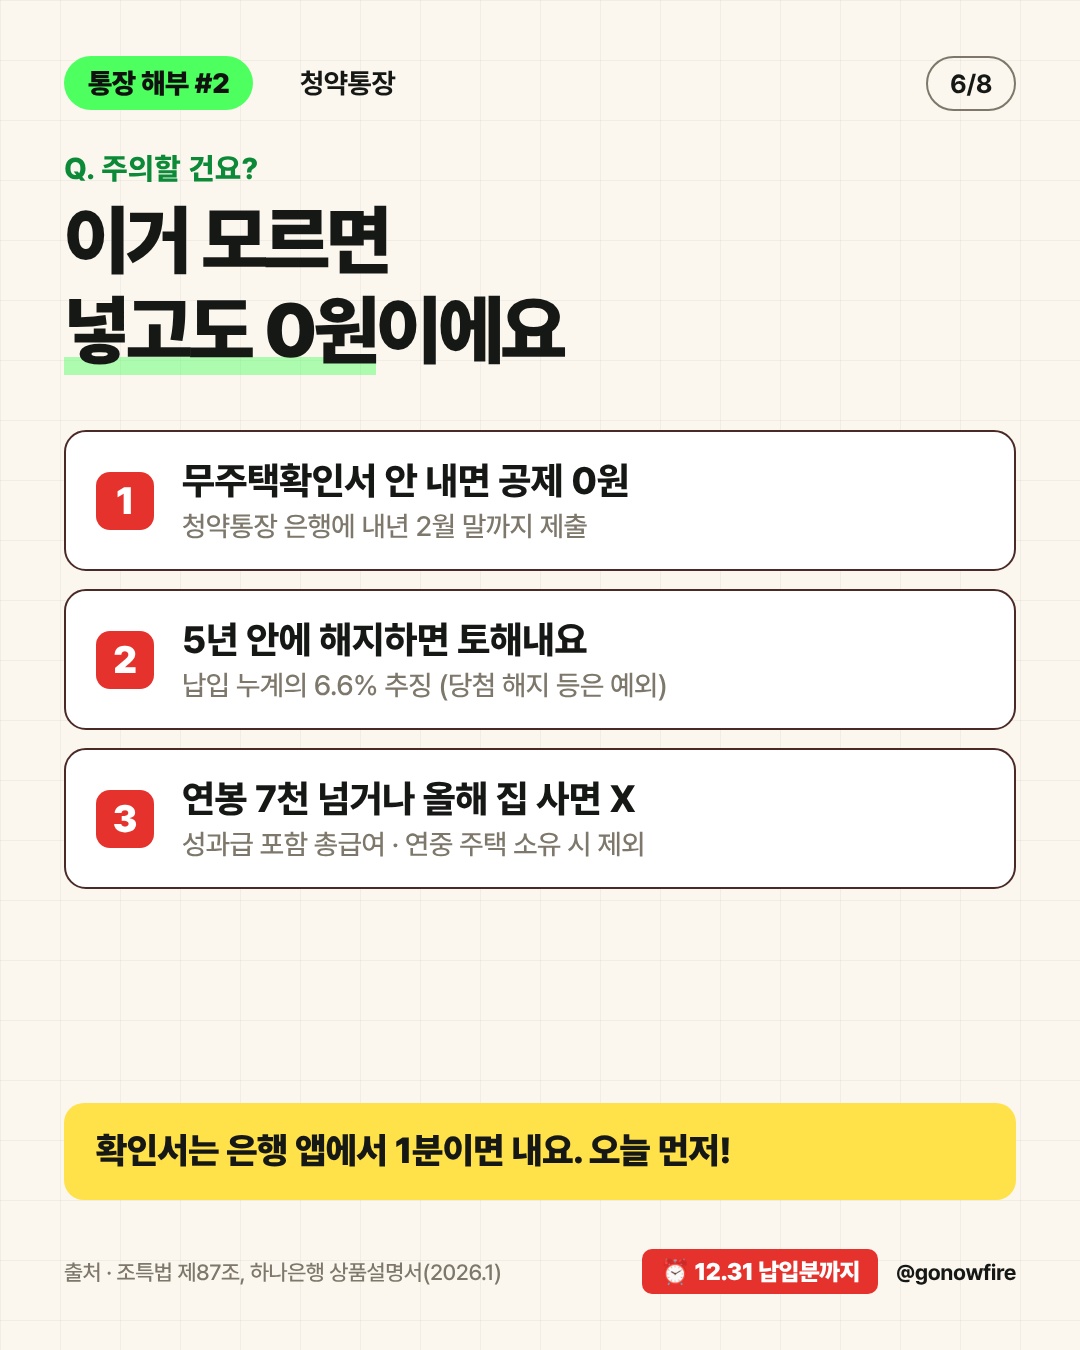 통장 해부 #2
청약통장
6/8
Q. 주의할 건요?
이거 모르면
넣고도 0원이에요
1
무주택확인서 안 내면 공제 0원
청약통장 은행에 내년 2월 말까지 제출
2
5년 안에 해지하면 토해내요
납입 누계의 6.6% 추징 (당첨 해지 등은 예외)
3
연봉 7천 넘거나 올해 집 사면 X
성과급 포함 총급여 · 연중 주택 소유 시 제외
확인서는 은행 앱에서 1분이면 내요. 오늘 먼저!
출처 · 조특법 제87조, 하나은행 상품설명서(2026.1)
⏰ 12.31 납입분까지
@gonowfire